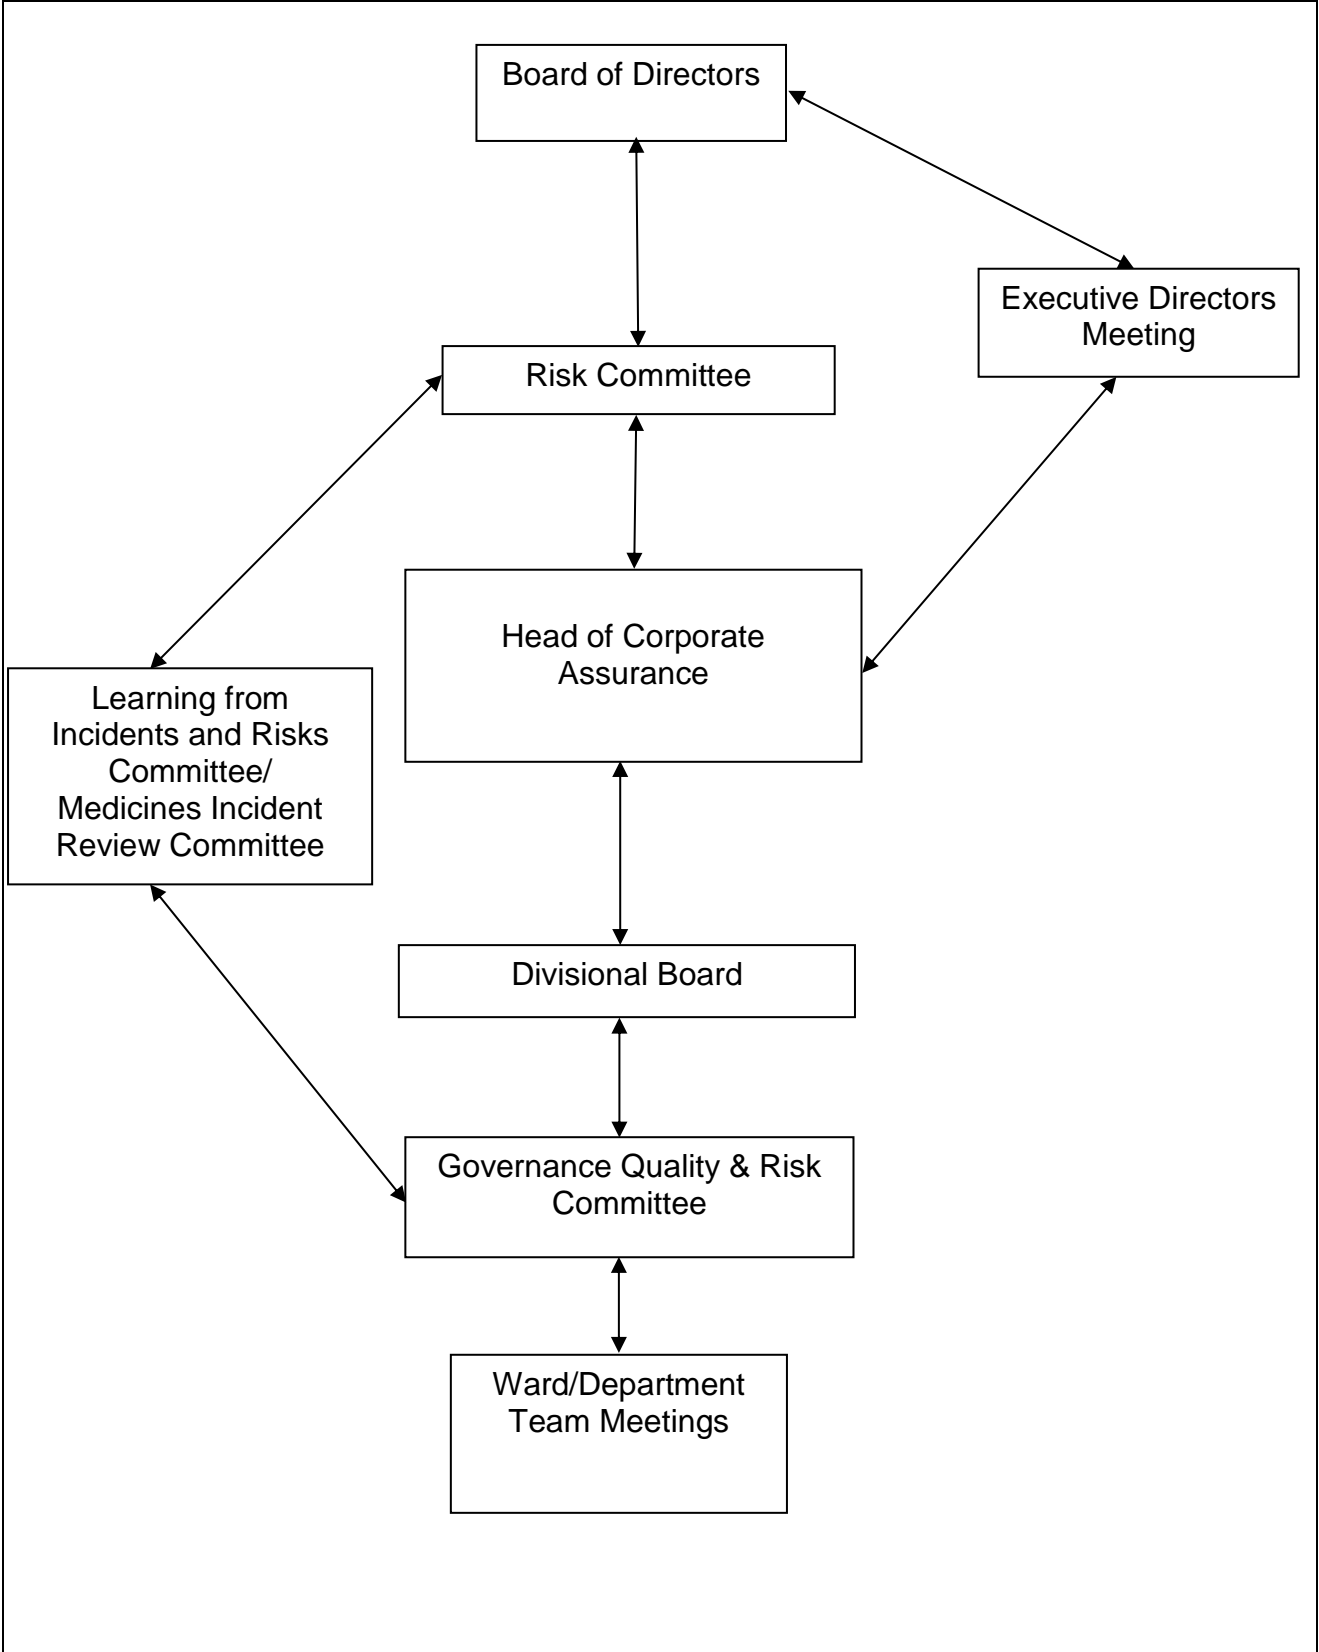 Board of Directors
Executive Directors
Meeting
Risk Committee
Head of Corporate
Assurance
Learning from
Incidents and Risks
Committee/
Medicines Incident
Review Committee
Divisional Board
Governance Quality & Risk
Committee
Ward/Department
Team Meetings